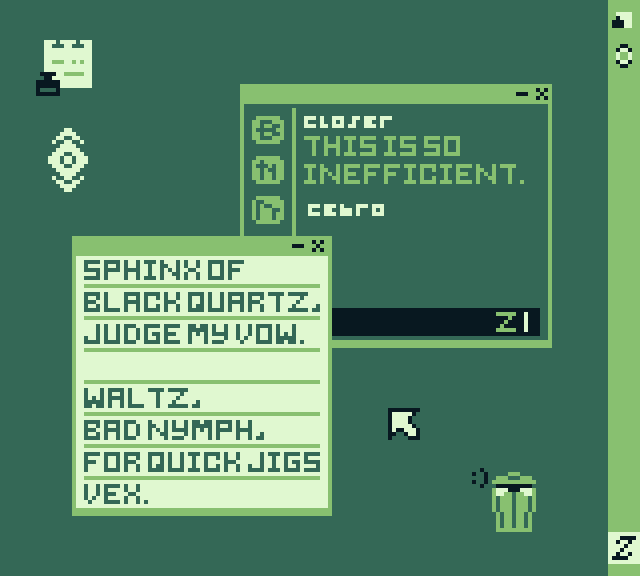 CLOSER
THIS IS SO
INEFFICIENT.
Z
SPHINX OF
BLACK QUARTZ,
JUDGE MY VOW.
WALTZ,
BAD NYMPH,
FOR QUICK JIGS
VEX.
:)
Z